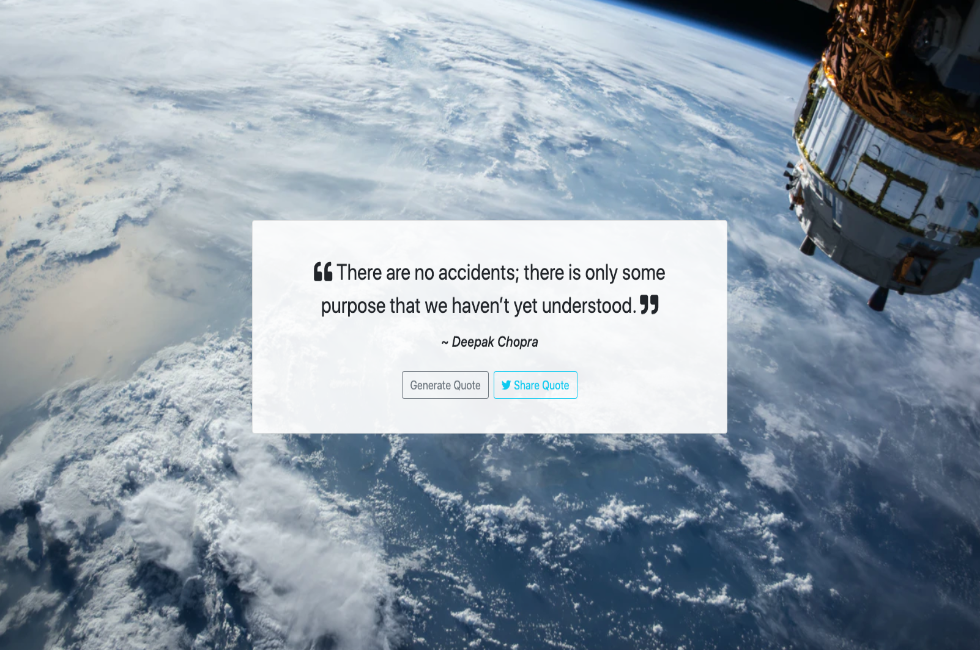 “ There are no accidents; there is only some
purpose that we haven’t yet understood. ”
~ Deepak Chopra
Generate Quote Share Quote